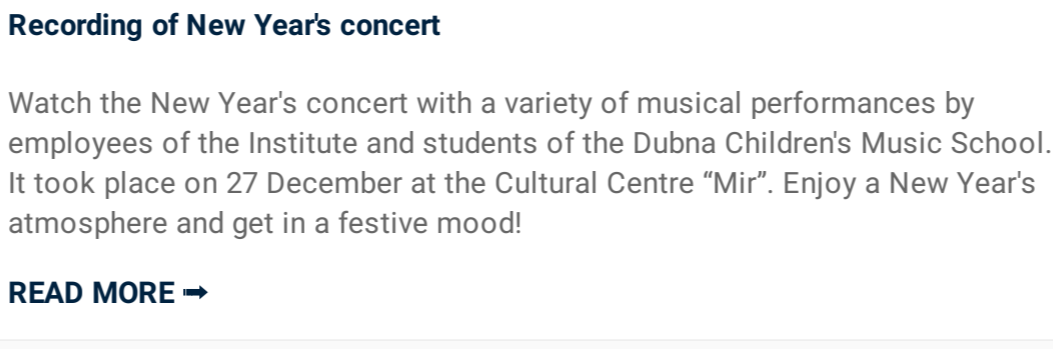 Recording of New Year's concert
Watch the New Year's concert with a variety of musical performances by
employees of the Institute and students of the Dubna Children's Music School.
It took place on 27 December at the Cultural Centre “Mir”. Enjoy a New Year's
atmosphere and get in a festive mood!
READ MORE ➡